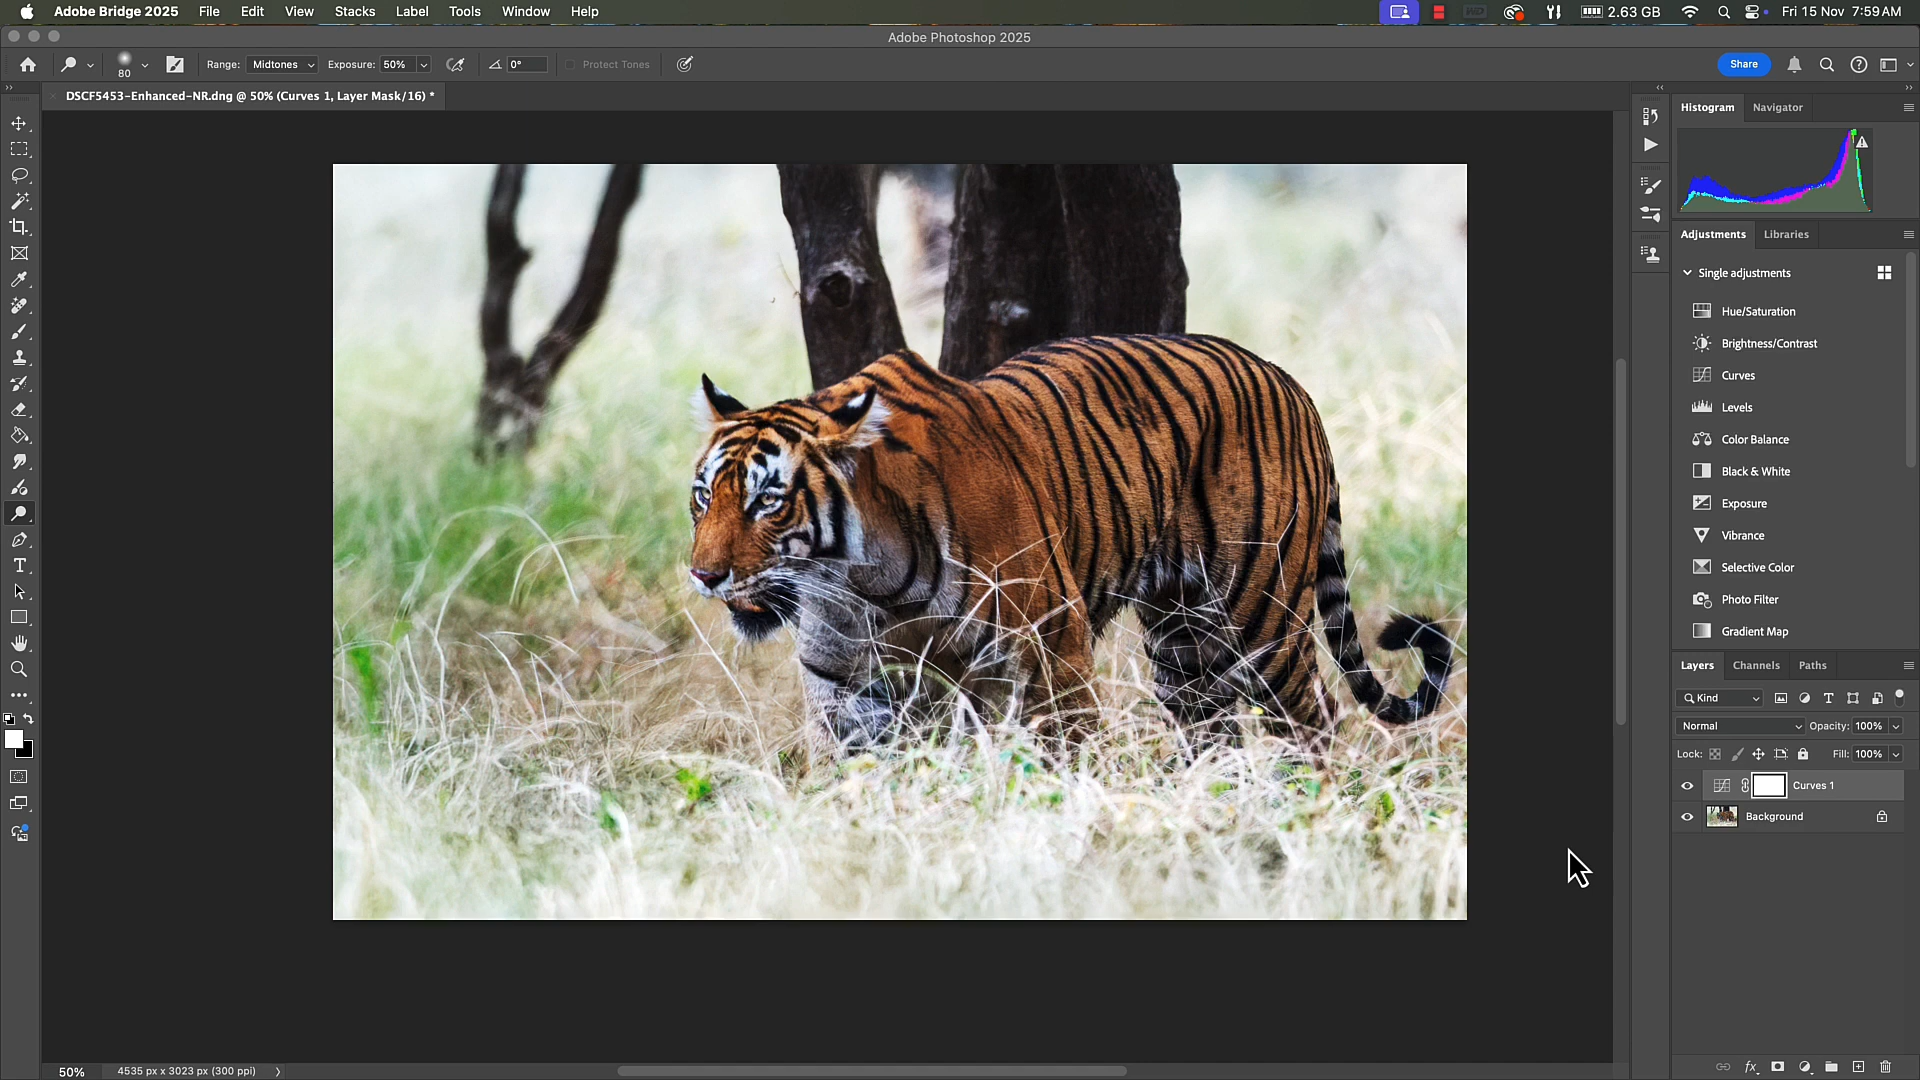 Adobe Bridge 2025 File Edit View Stacks Label Tools Window Help 2.63 GB Fri 15 Nov 7:59 AM
Adobe Photoshop 2025
80 Range: Midtones Exposure: 50% 0° Protect Tones Share
DSCF5453-Enhanced-NR.dng @ 50% (Curves 1, Layer Mask/16) *
Histogram Navigator
Adjustments Libraries
Single adjustments
Hue/Saturation
Brightness/Contrast
Curves
Levels
Color Balance
Black & White
Exposure
Vibrance
Selective Color
Photo Filter
Gradient Map
Layers Channels Paths
Kind
Normal Opacity: 100%
Lock: Fill: 100%
Curves 1
Background
50% 4535 px x 3023 px (300 ppi)